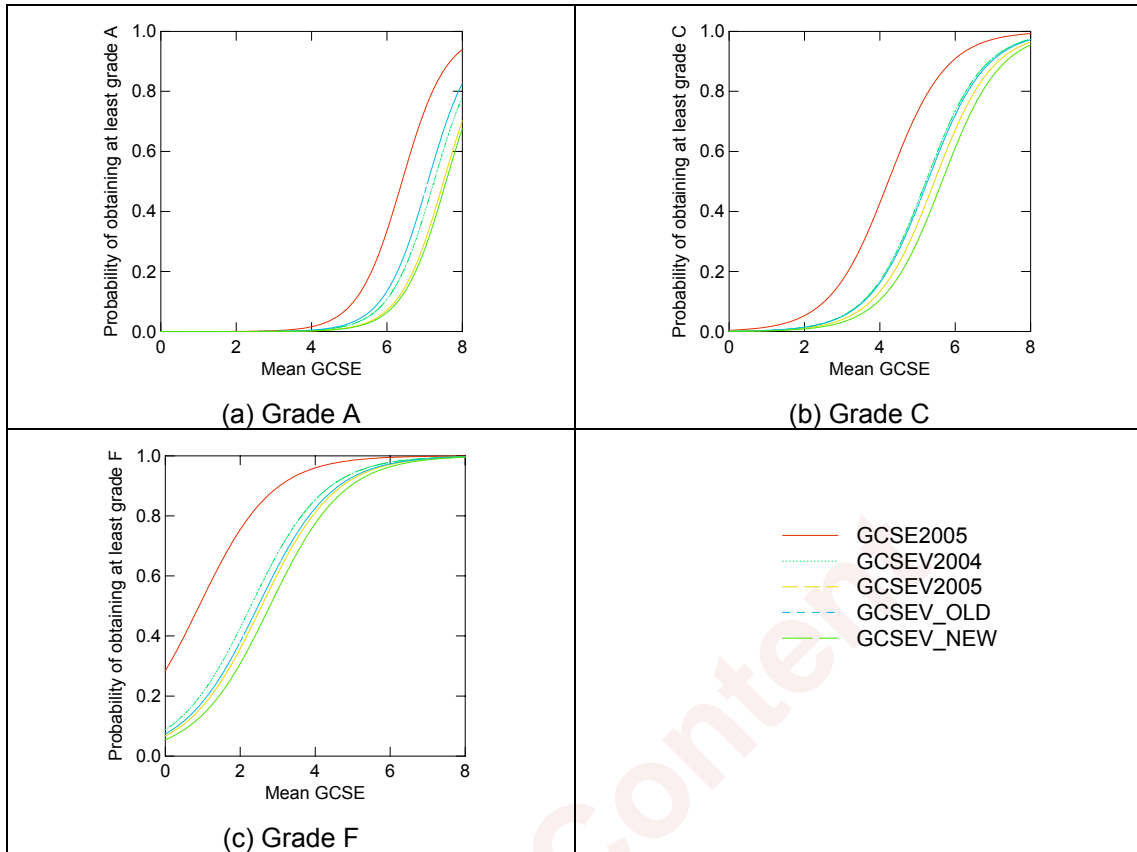 Probability of obtaining at least grade A
1.0
0.8
0.6
0.4
0.2
0.0
0 2 4 6 8
Mean GCSE
(a) Grade A
Probability of obtaining at least grade C
1.0
0.8
0.6
0.4
0.2
0.0
0 2 4 6 8
Mean GCSE
(b) Grade C
Probability of obtaining at least grade F
1.0
0.8
0.6
0.4
0.2
0.0
0 2 4 6 8
Mean GCSE
(c) Grade F
GCSE2005
GCSEV2004
GCSEV2005
GCSEV_OLD
GCSEV_NEW
Content